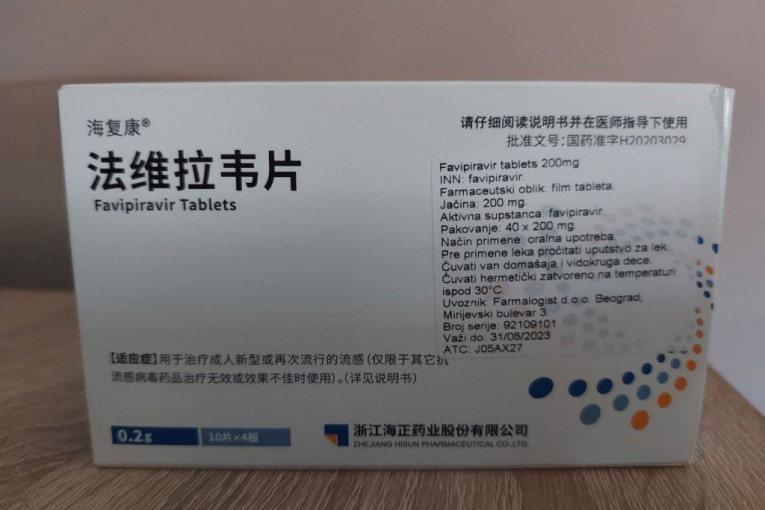 海复康®
法维拉韦片
Favipiravir Tablets
请仔细阅读说明书并在医师指导下使用
批准文号：国药准字H20203029
Favipiravir tablets 200mg
INN: favipiravir.
Farmaceutski oblik: film tableta.
Jačina: 200 mg.
Aktivna supstanca: favipiravir
Pakovanje: 40 x 200 mg.
Način primene: oralna upotreba.
Pre primene leka pročitati uputstvo za lek.
Čuvati van domašaja i vidokruga dece.
Čuvati hermetički zatvoreno na temperaturi
ispod 30°C.
Uvoznik: Farmalogist d.o.o. Beograd,
Mirijevski bulevar 3
Broj serije: 92109101
Važi do: 31/08/2023
ATC: J05AX27
【适应症】用于治疗成人新型或再次流行的流感（仅限于其它抗
流感病毒药品治疗无效或效果不佳时使用）。（详见说明书）
0.2g
10片×4板
浙江海正药业股份有限公司
ZHEJIANG HISUN PHARMACEUTICAL CO.,LTD.